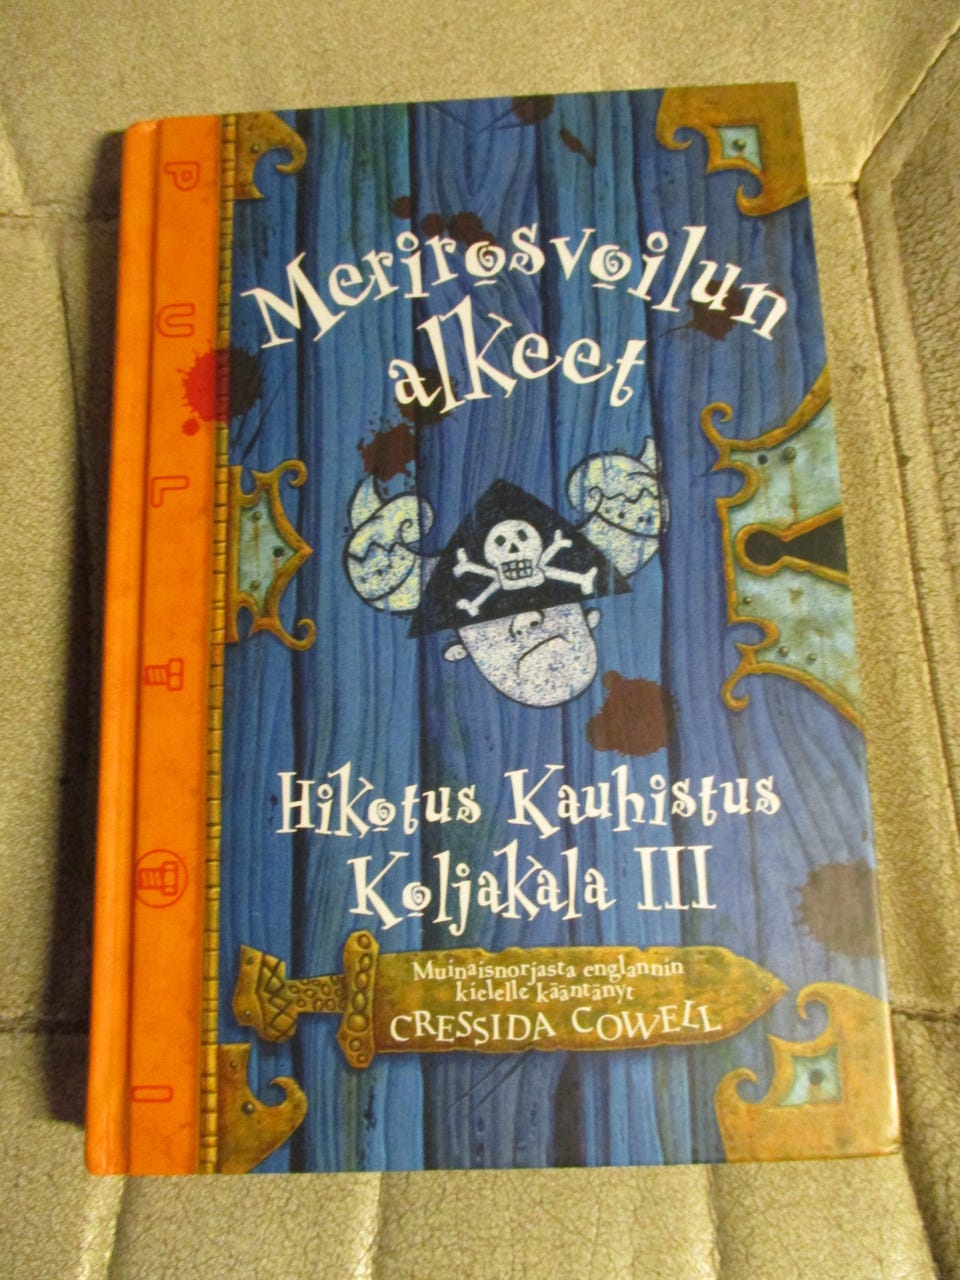 Merirosvoilun
alkeet
Hikotus Kauhistus
Koljakala III
Muinaisnorjasta englannin
kielelle kääntänyt
CRESSIDA COWELL
PULTTI